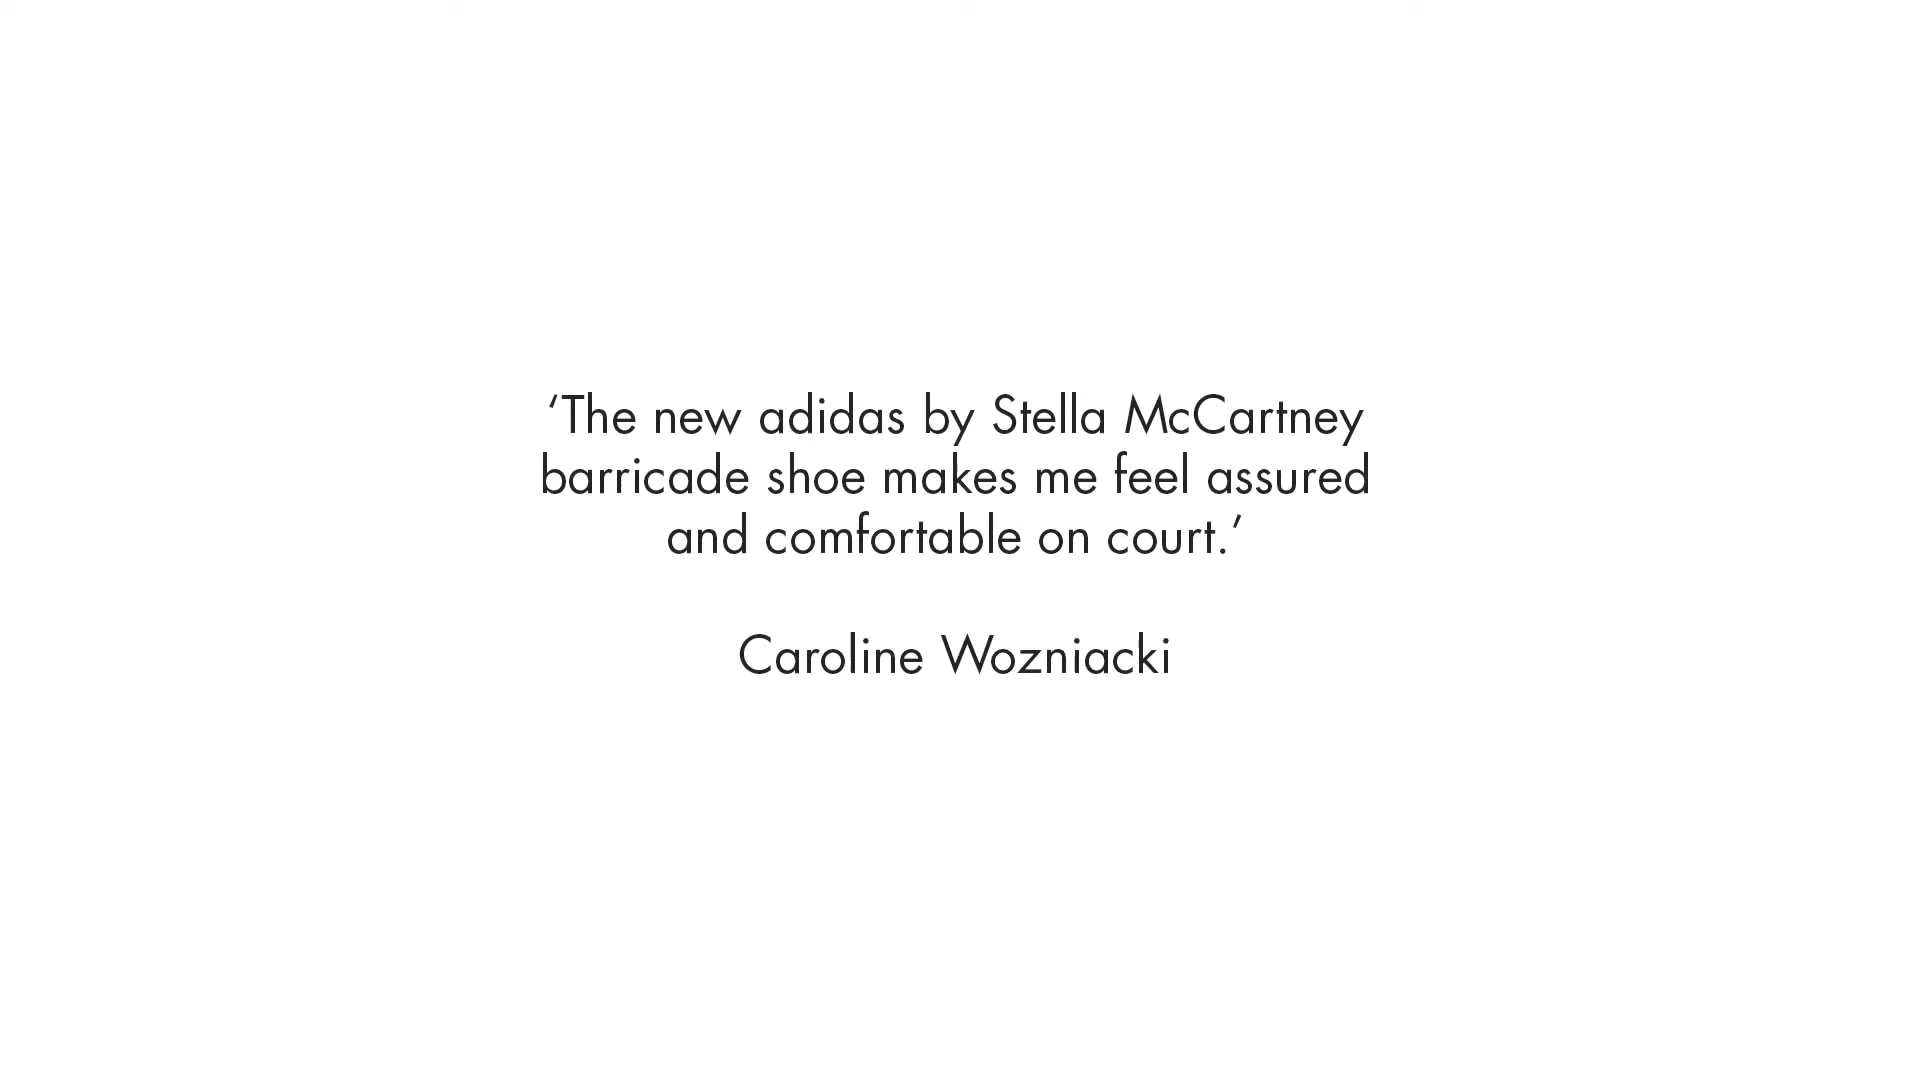 ‘The new adidas by Stella McCartney
barricade shoe makes me feel assured
and comfortable on court.’
Caroline Wozniacki